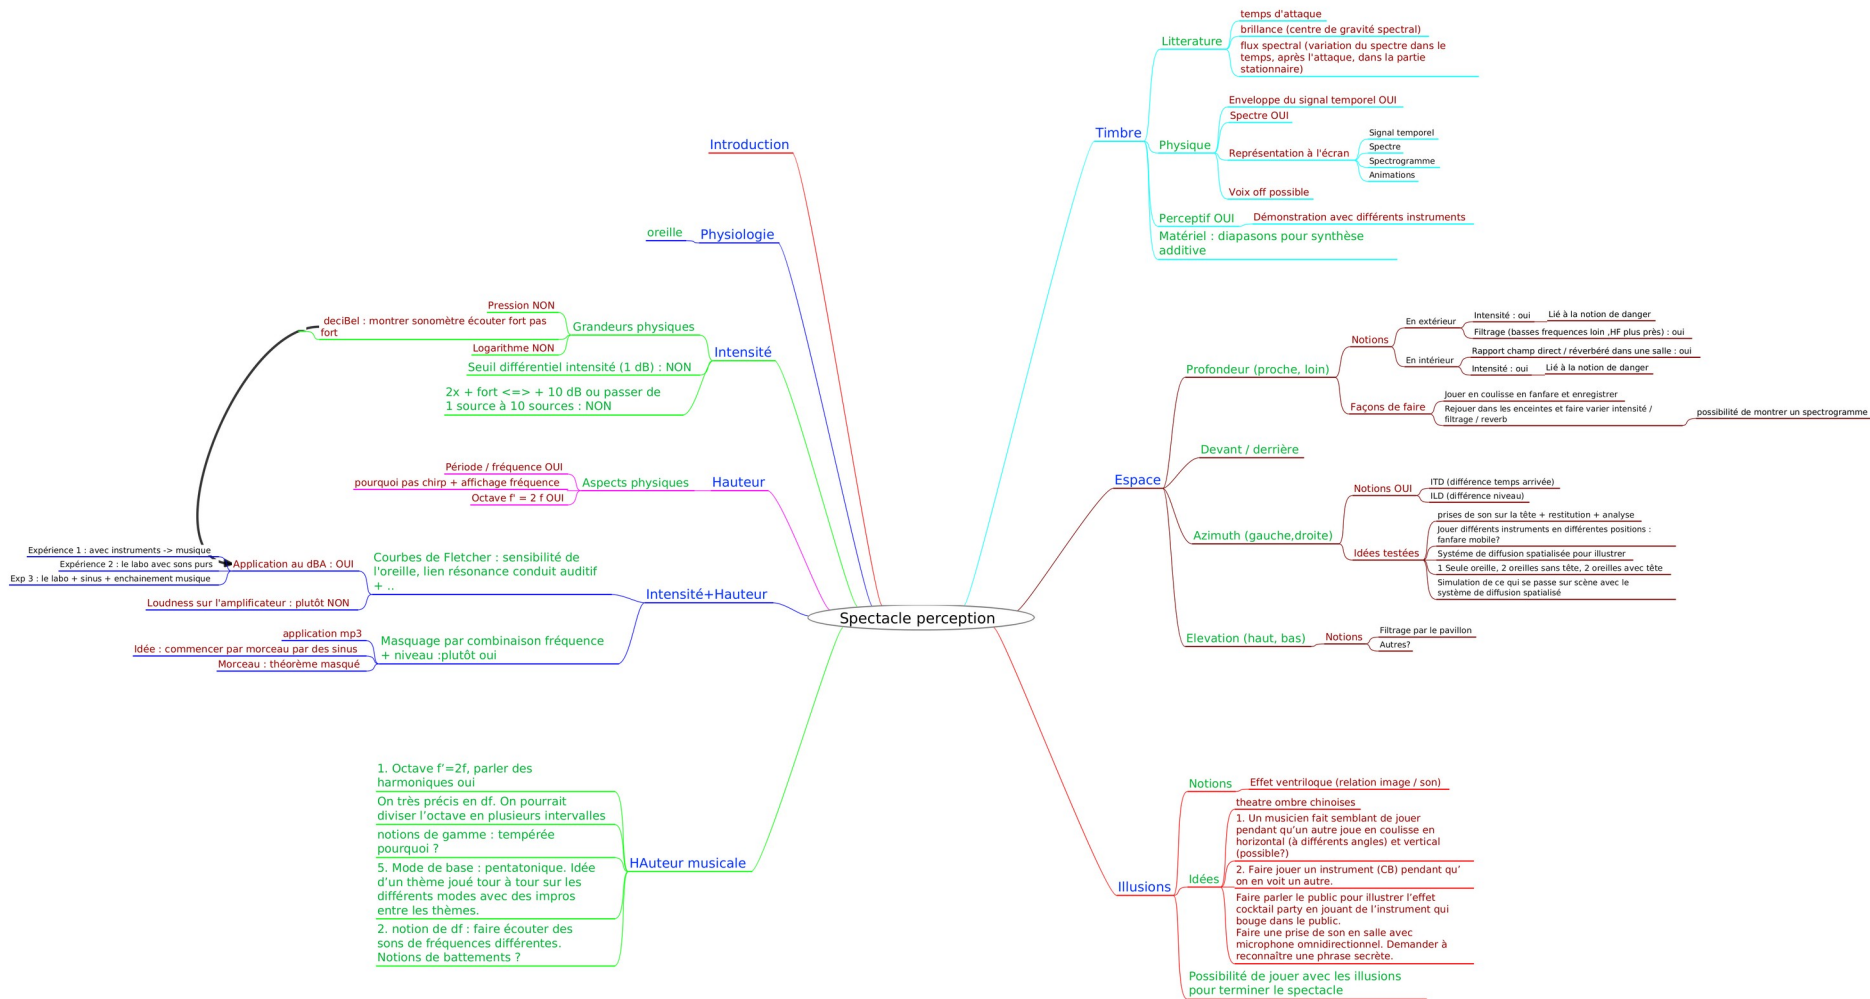 Spectacle perception
Introduction
Physiologie
oreille
Intensité
Grandeurs physiques
Pression NON
deciBel : montrer sonomètre écouter fort pas
fort
Logarithme NON
Seuil différentiel intensité (1 dB) : NON
2x + fort <=> + 10 dB ou passer de
1 source à 10 sources : NON
Hauteur
Aspects physiques
Période / fréquence OUI
pourquoi pas chirp + affichage fréquence
Octave f' = 2 f OUI
Intensité+Hauteur
Courbes de Fletcher : sensibilité de
l'oreille, lien résonance conduit auditif
+ ..
Application au dBA : OUI
Expérience 1 : avec instruments -> musique
Expérience 2 : le labo avec sons purs
Exp 3 : le labo + sinus + enchainement musique
Loudness sur l'amplificateur : plutôt NON
Masquage par combinaison fréquence
+ niveau :plutôt oui
application mp3
Idée : commencer par morceau par des sinus
Morceau : théorème masqué
HAuteur musicale
1. Octave f’=2f, parler des
harmoniques oui
On très précis en df. On pourrait
diviser l’octave en plusieurs intervalles
notions de gamme : tempérée
pourquoi ?
5. Mode de base : pentatonique. Idée
d’un thème joué tour à tour sur les
différents modes avec des impros
entre les thèmes.
2. notion de df : faire écouter des
sons de fréquences différentes.
Notions de battements ?
Timbre
Litterature
temps d'attaque
brillance (centre de gravité spectral)
flux spectral (variation du spectre dans le
temps, après l'attaque, dans la partie
stationnaire)
Physique
Enveloppe du signal temporel OUI
Spectre OUI
Représentation à l'écran
Signal temporel
Spectre
Spectrogramme
Animations
Voix off possible
Perceptif OUI
Démonstration avec différents instruments
Matériel : diapasons pour synthèse
additive
Espace
Profondeur (proche, loin)
Notions
En extérieur
Intensité : oui
Lié à la notion de danger
Filtrage (basses frequences loin ,HF plus près) : oui
En intérieur
Rapport champ direct / réverbéré dans une salle : oui
Intensité : oui
Lié à la notion de danger
Façons de faire
Jouer en coulisse en fanfare et enregistrer
Rejouer dans les enceintes et faire varier intensité /
filtrage / reverb
possibilité de montrer un spectrogramme
Devant / derrière
Azimuth (gauche,droite)
Notions OUI
ITD (différence temps arrivée)
ILD (différence niveau)
Idées testées
prises de son sur la tête + restitution + analyse
Jouer différents instruments en différentes positions :
fanfare mobile?
Systéme de diffusion spatialisée pour illustrer
1 Seule oreille, 2 oreilles sans tête, 2 oreilles avec tête
Simulation de ce qui se passe sur scène avec le
système de diffusion spatialisé
Elevation (haut, bas)
Notions
Filtrage par le pavillon
Autres?
Illusions
Notions
Effet ventriloque (relation image / son)
Idées
theatre ombre chinoises
1. Un musicien fait semblant de jouer
pendant qu’un autre joue en coulisse en
horizontal (à différents angles) et vertical
(possible?)
2. Faire jouer un instrument (CB) pendant qu’
on en voit un autre.
Faire parler le public pour illustrer l’effet
cocktail party en jouant de l’instrument qui
bouge dans le public.
Faire une prise de son en salle avec
microphone omnidirectionnel. Demander à
reconnaître une phrase secrète.
Possibilité de jouer avec les illusions
pour terminer le spectacle